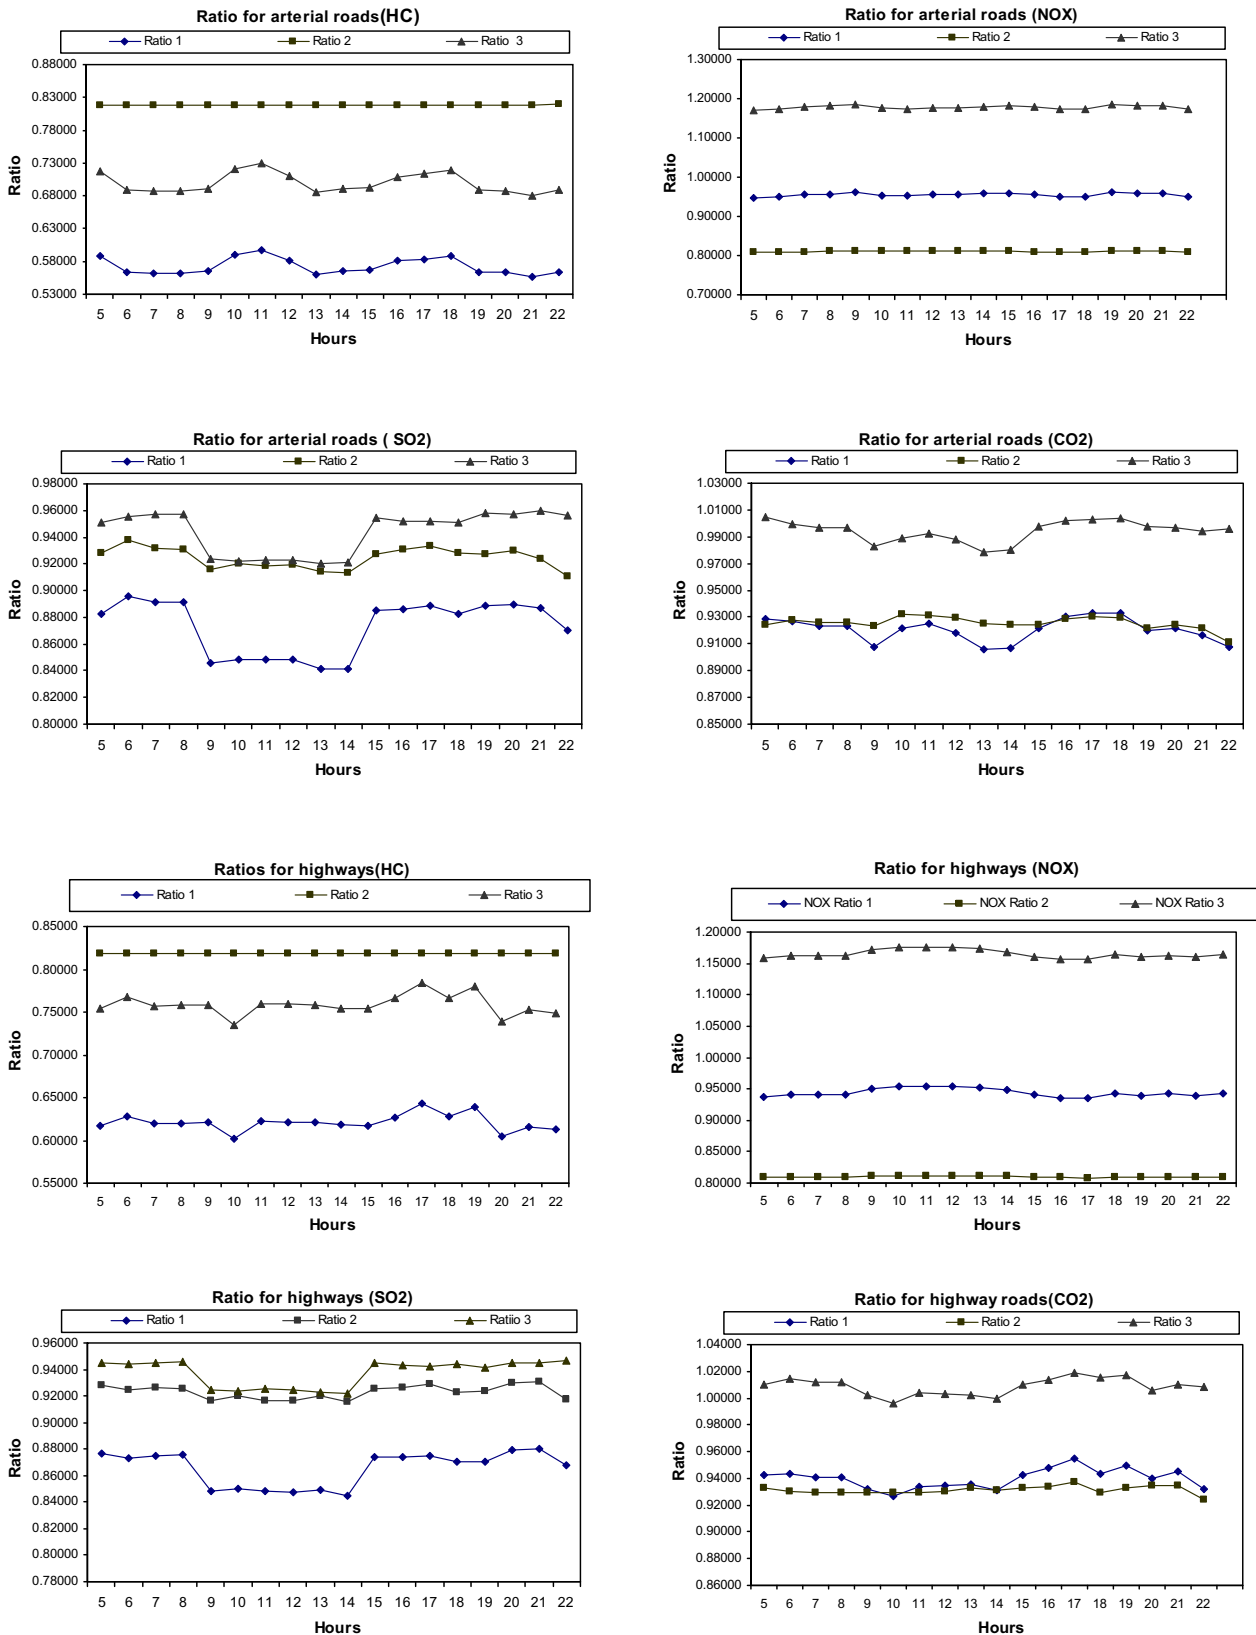 Ratio for arterial roads(HC)
Ratio 1 Ratio 2 Ratio 3
0.88000
0.83000
0.78000
0.73000
0.68000
0.63000
0.58000
0.53000
Ratio
5 6 7 8 9 10 11 12 13 14 15 16 17 18 19 20 21 22
Hours
Ratio for arterial roads (NOX)
Ratio 1 Ratio 2 Ratio 3
1.30000
1.20000
1.10000
1.00000
0.90000
0.80000
0.70000
Ratio
5 6 7 8 9 10 11 12 13 14 15 16 17 18 19 20 21 22
Hours
Ratio for arterial roads ( SO2)
Ratio 1 Ratio 2 Ratio 3
0.98000
0.96000
0.94000
0.92000
0.90000
0.88000
0.86000
0.84000
0.82000
0.80000
Ratio
5 6 7 8 9 10 11 12 13 14 15 16 17 18 19 20 21 22
Hours
Ratio for arterial roads (CO2)
Ratio 1 Ratio 2 Ratio 3
1.03000
1.01000
0.99000
0.97000
0.95000
0.93000
0.91000
0.89000
0.87000
0.85000
Ratio
5 6 7 8 9 10 11 12 13 14 15 16 17 18 19 20 21 22
Hours
Ratios for highways(HC)
Ratio 1 Ratio 2 Ratio 3
0.85000
0.80000
0.75000
0.70000
0.65000
0.60000
0.55000
Ratio
5 6 7 8 9 10 11 12 13 14 15 16 17 18 19 20 21 22
Hours
Ratio for highways (NOX)
NOX Ratio 1 NOX Ratio 2 NOX Ratio 3
1.20000
1.15000
1.10000
1.05000
1.00000
0.95000
0.90000
0.85000
0.80000
Ratio
5 6 7 8 9 10 11 12 13 14 15 16 17 18 19 20 21 22
Hours
Ratio for highways (SO2)
Ratio 1 Ratio 2 Ratiio 3
0.96000
0.94000
0.92000
0.90000
0.88000
0.86000
0.84000
0.82000
0.80000
0.78000
Ratio
5 6 7 8 9 10 11 12 13 14 15 16 17 18 19 20 21 22
Hours
Ratio for highway roads(CO2)
Ratio 1 Ratio 2 Ratio 3
1.04000
1.02000
1.00000
0.98000
0.96000
0.94000
0.92000
0.90000
0.88000
0.86000
Ratio
5 6 7 8 9 10 11 12 13 14 15 16 17 18 19 20 21 22
Hours